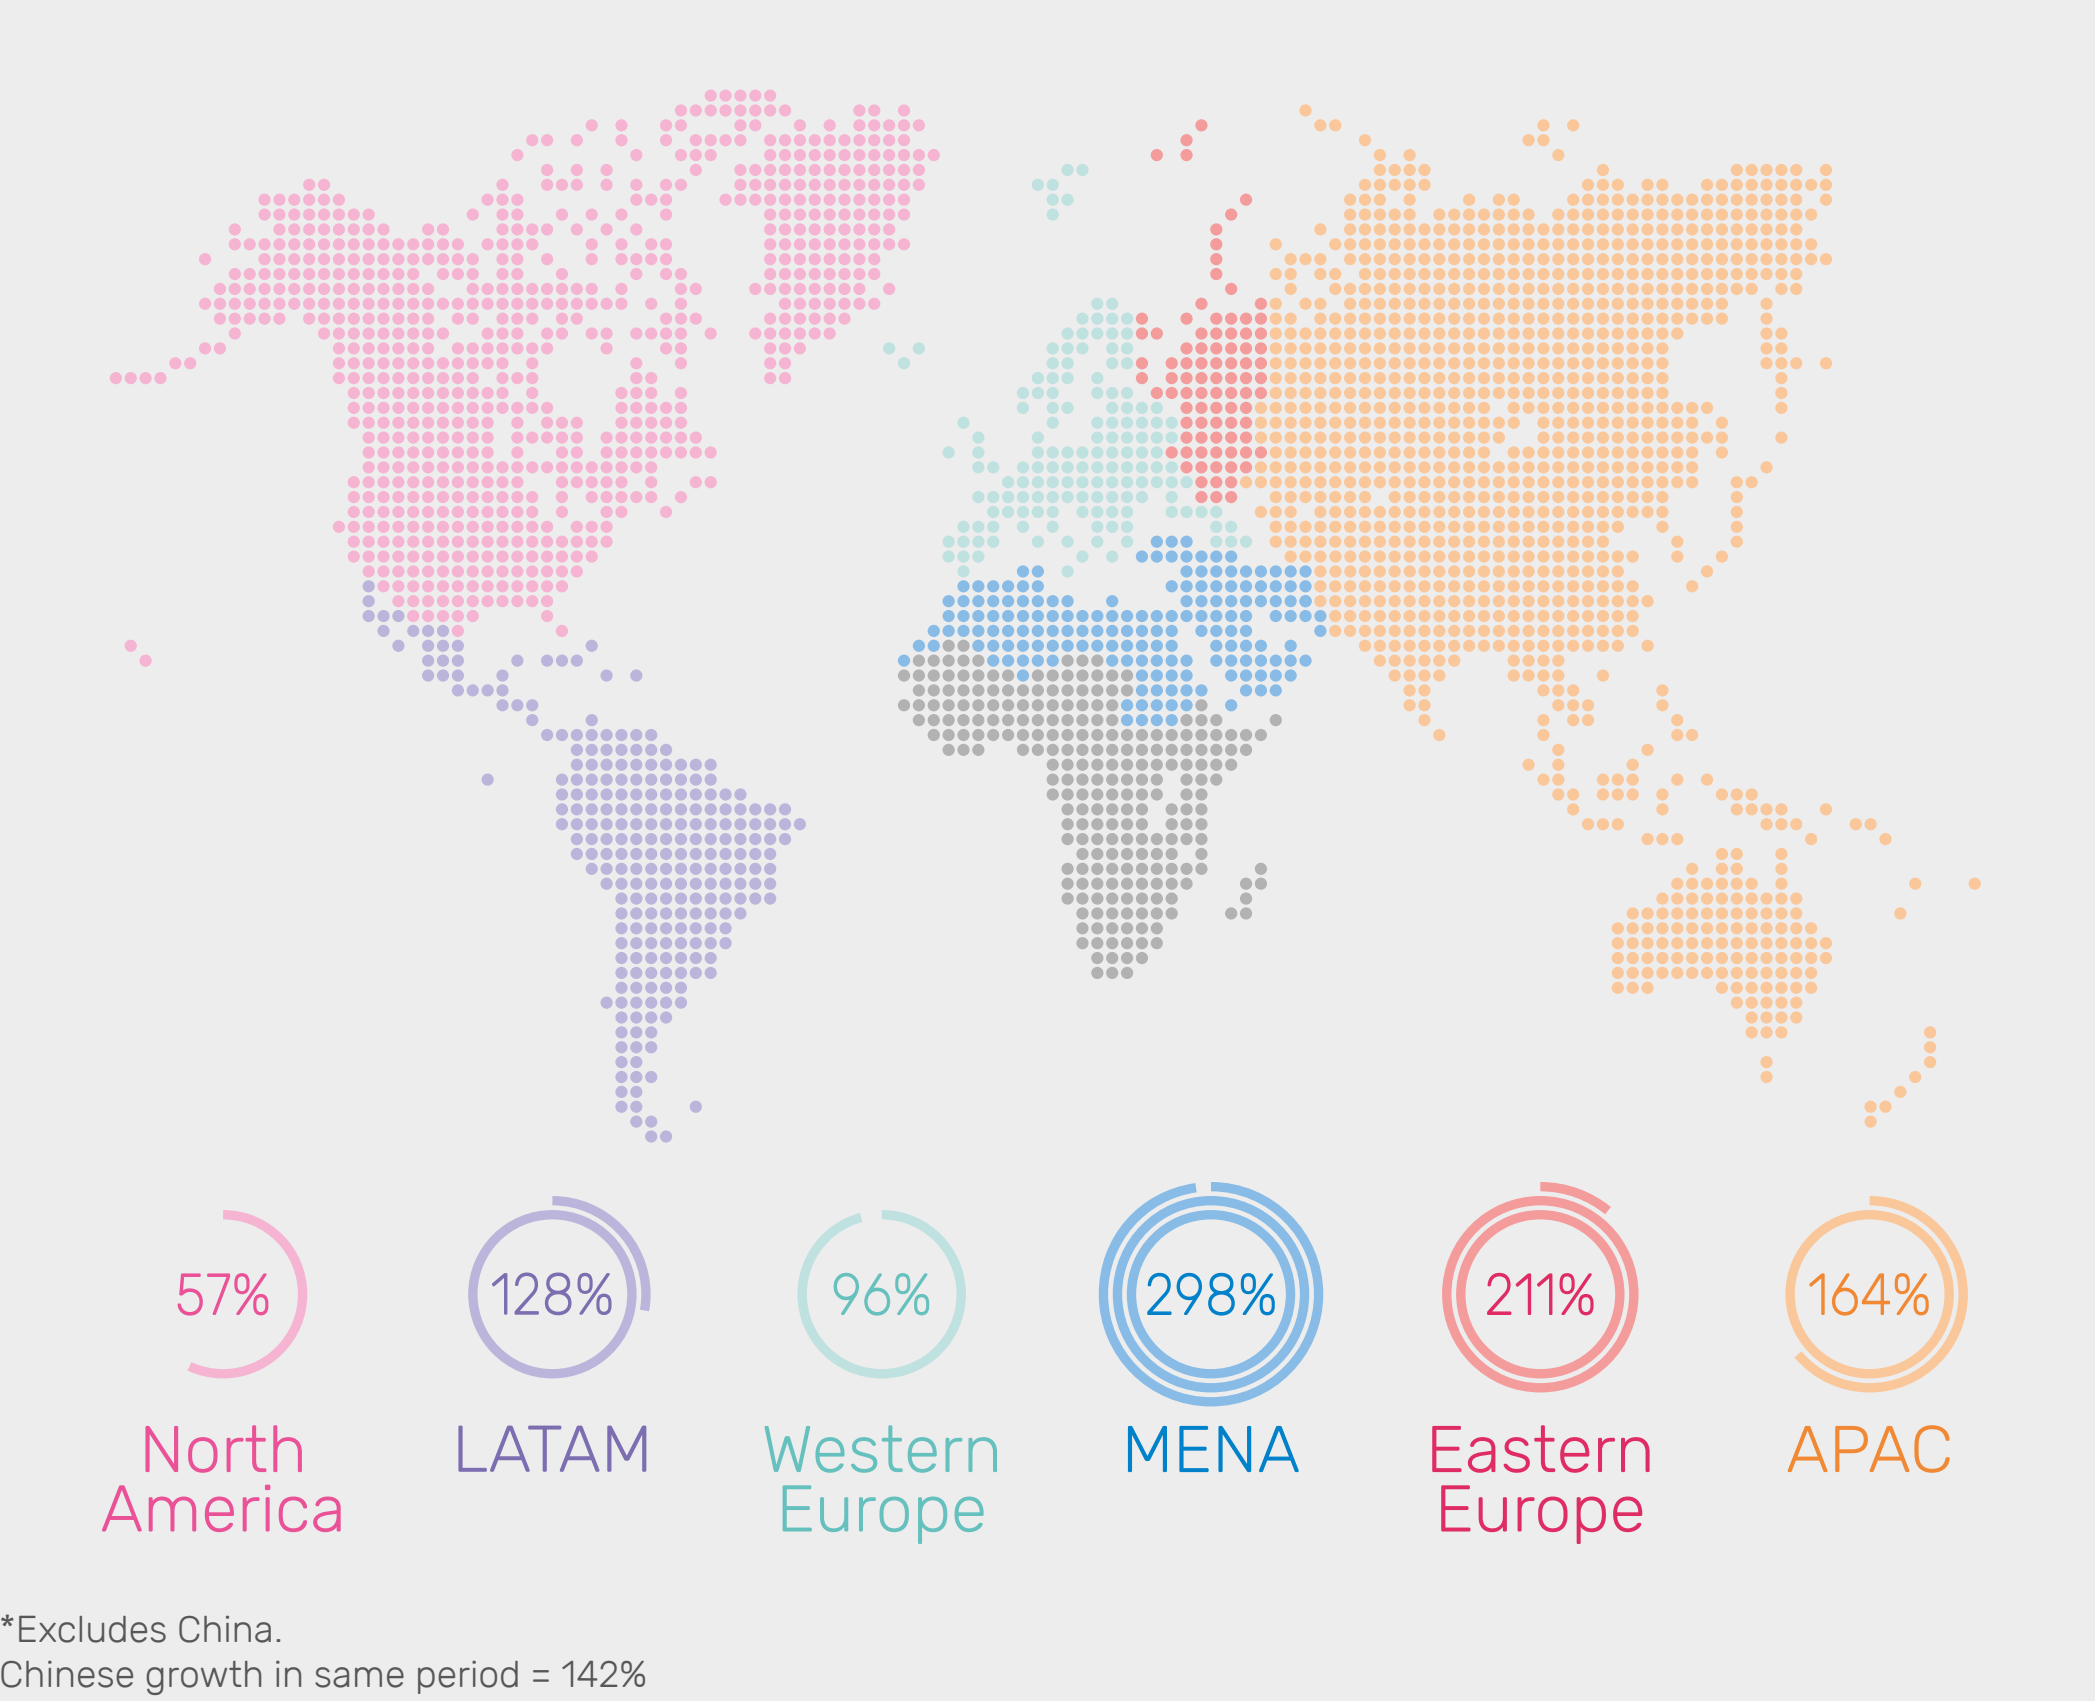 57%
128%
96%
298%
211%
164%
North
America
LATAM
Western
Europe
MENA
Eastern
Europe
APAC
*Excludes China.
Chinese growth in same period = 142%